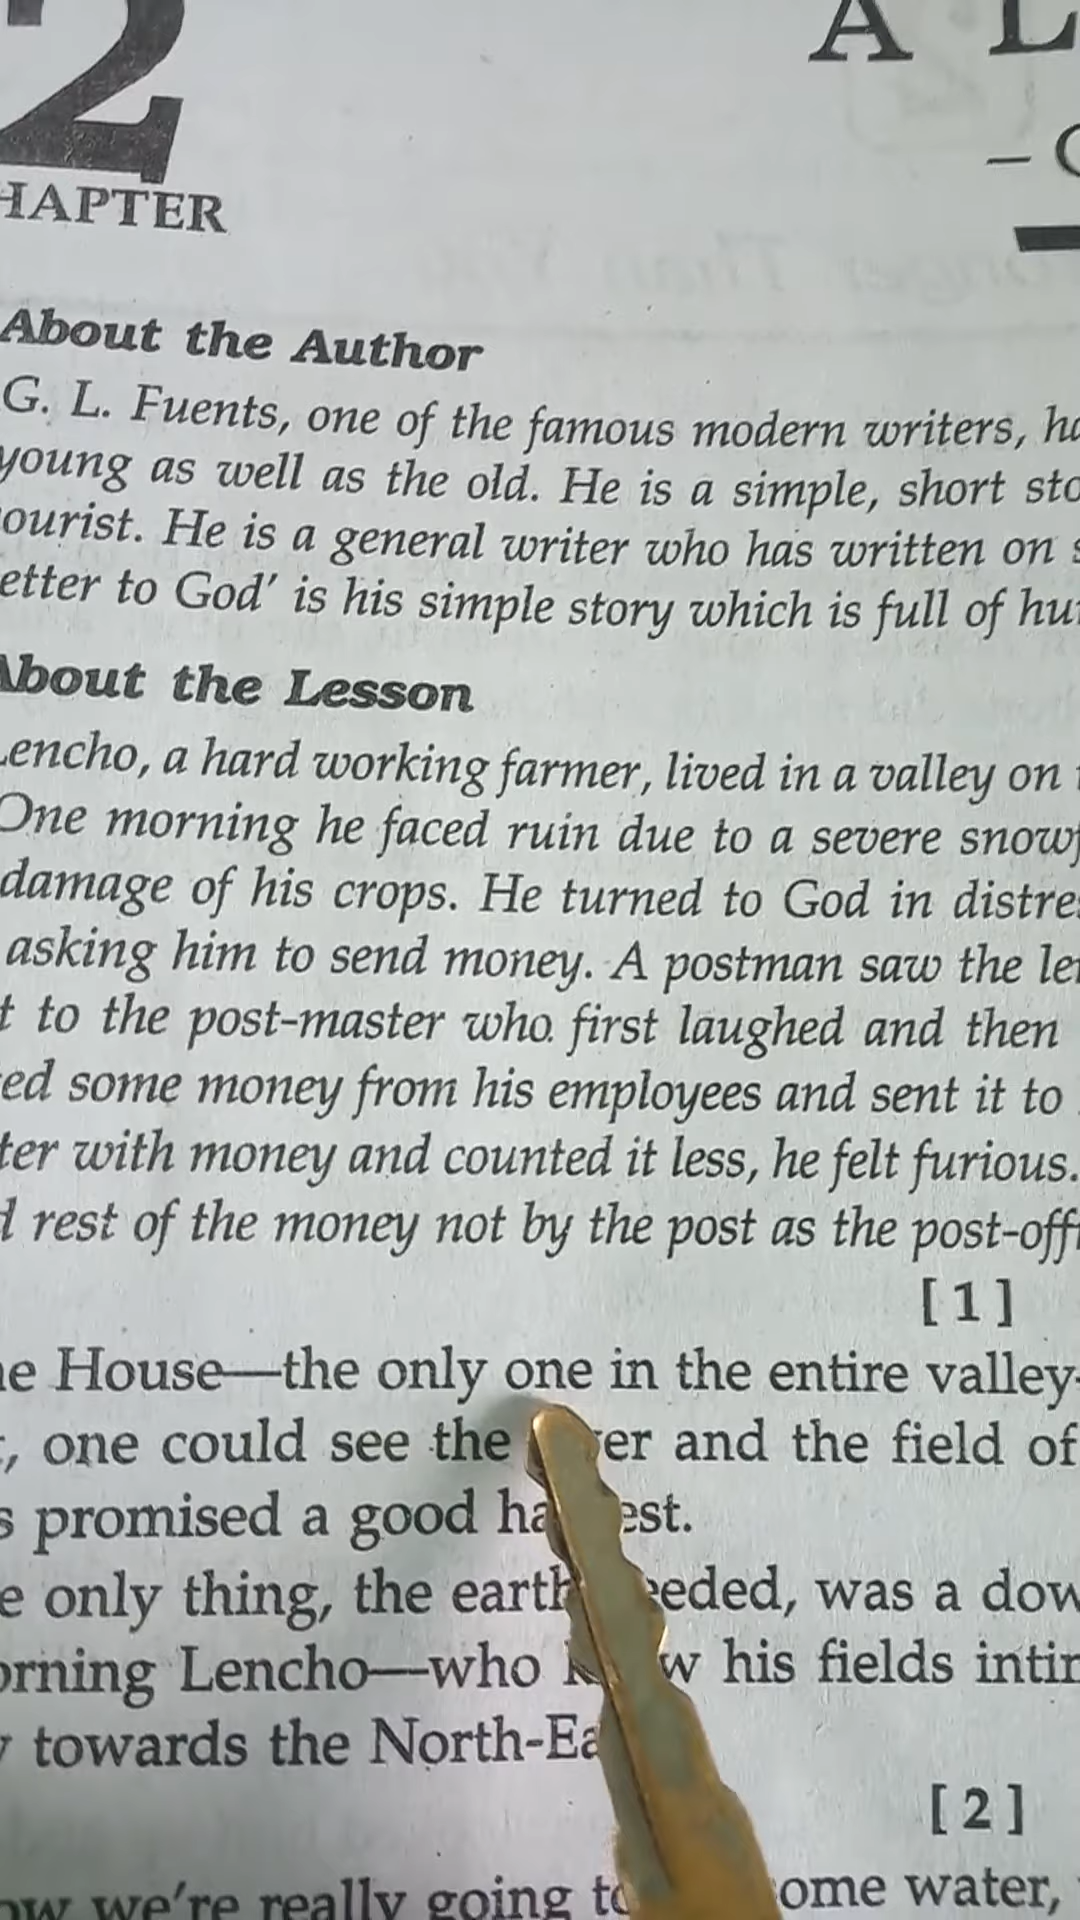 2
HAPTER
A L
About the Author
G. L. Fuents, one of the famous modern writers, ha
young as well as the old. He is a simple, short sto
ourist. He is a general writer who has written on s
etter to God' is his simple story which is full of hu
About the Lesson
Lencho, a hard working farmer, lived in a valley on
One morning he faced ruin due to a severe snow
damage of his crops. He turned to God in distre
asking him to send money. A postman saw the le
t to the post-master who first laughed and then
ed some money from his employees and sent it to
ter with money and counted it less, he felt furious.
d rest of the money not by the post as the post-off
[1]
e House—the only one in the entire valley
, one could see the er and the field of
s promised a good ha est.
e only thing, the earth eeded, was a dow
orning Lencho—who k w his fields intim
y towards the North-Ea
[2]
ow we're really going to ome water,